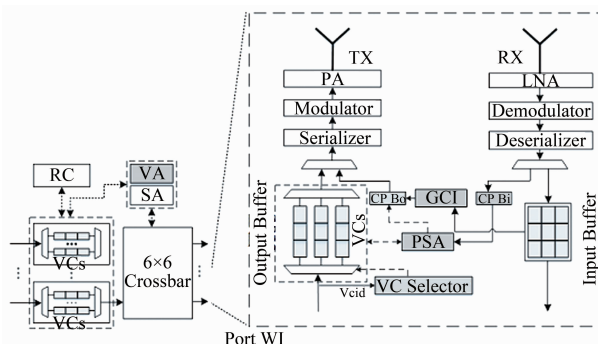 TX
RX
PA
LNA
Modulator
Demodulator
Serializer
Deserializer
RC
VA
SA
Output Buffer
CP Bo
GCI
CP Bi
Input Buffer
VCs
VCs
PSA
6×6
Crossbar
VCs
Vcid
VC Selector
Port WI